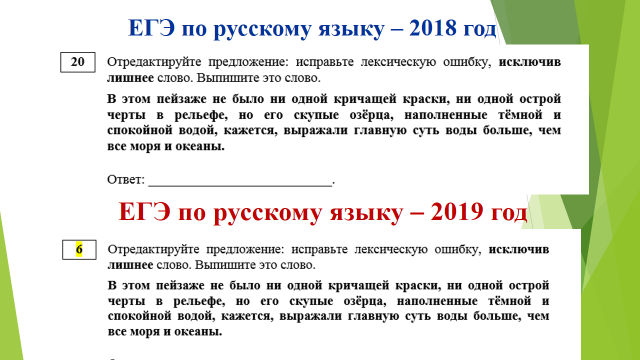 ЕГЭ по русскому языку – 2018 год
20 Отредактируйте предложение: исправьте лексическую ошибку, исключив
лишнее слово. Выпишите это слово.
В этом пейзаже не было ни одной кричащей краски, ни одной острой
черты в рельефе, но его скупые озёрца, наполненные тёмной и
спокойной водой, кажется, выражали главную суть воды больше, чем
все моря и океаны.
Ответ: ___________________________.
ЕГЭ по русскому языку – 2019 год
6 Отредактируйте предложение: исправьте лексическую ошибку, исключив
лишнее слово. Выпишите это слово.
В этом пейзаже не было ни одной кричащей краски, ни одной острой
черты в рельефе, но его скупые озёрца, наполненные тёмной и
спокойной водой, кажется, выражали главную суть воды больше, чем
все моря и океаны.